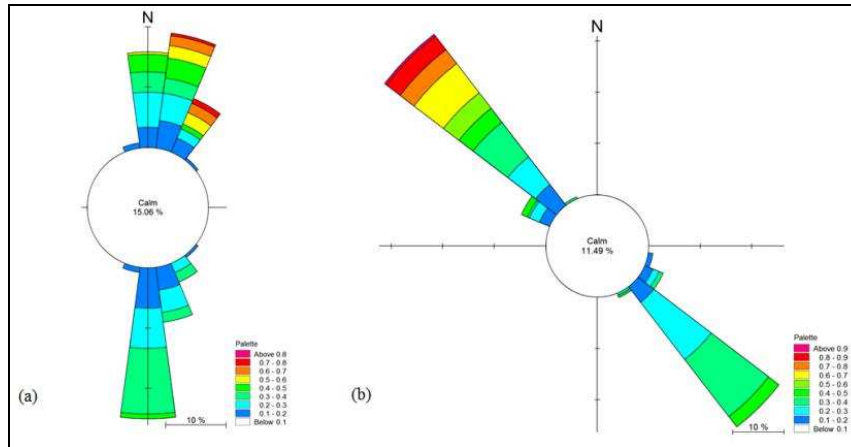 N
Calm
15.06 %
Palette
Above 0.8
0.7 - 0.8
0.6 - 0.7
0.5 - 0.6
0.4 - 0.5
0.3 - 0.4
0.2 - 0.3
0.1 - 0.2
Below 0.1
10 %
(a)
N
Calm
11.49 %
Palette
Above 0.9
0.8 - 0.9
0.7 - 0.8
0.6 - 0.7
0.5 - 0.6
0.4 - 0.5
0.3 - 0.4
0.2 - 0.3
0.1 - 0.2
Below 0.1
10 %
(b)